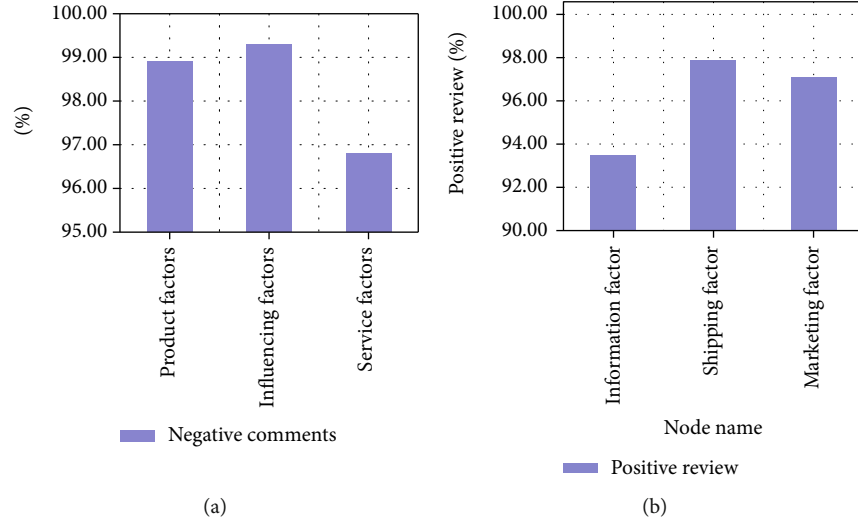 100.00
99.00
98.00
97.00
96.00
95.00
(%)
Product factors
Influencing factors
Service factors
Negative comments
(a)
100.00
98.00
96.00
94.00
92.00
90.00
Positive review (%)
Information factor
Shipping factor
Marketing factor
Node name
Positive review
(b)